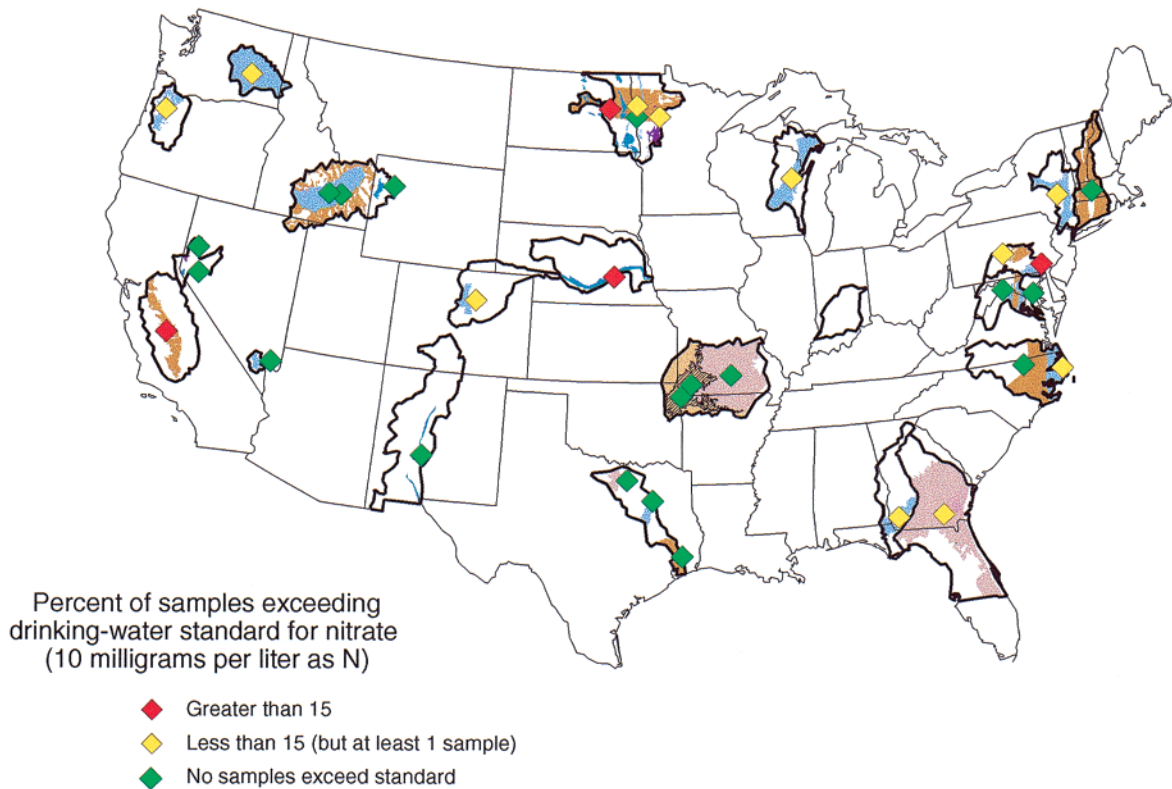 Percent of samples exceeding
drinking-water standard for nitrate
(10 milligrams per liter as N)
Greater than 15
Less than 15 (but at least 1 sample)
No samples exceed standard